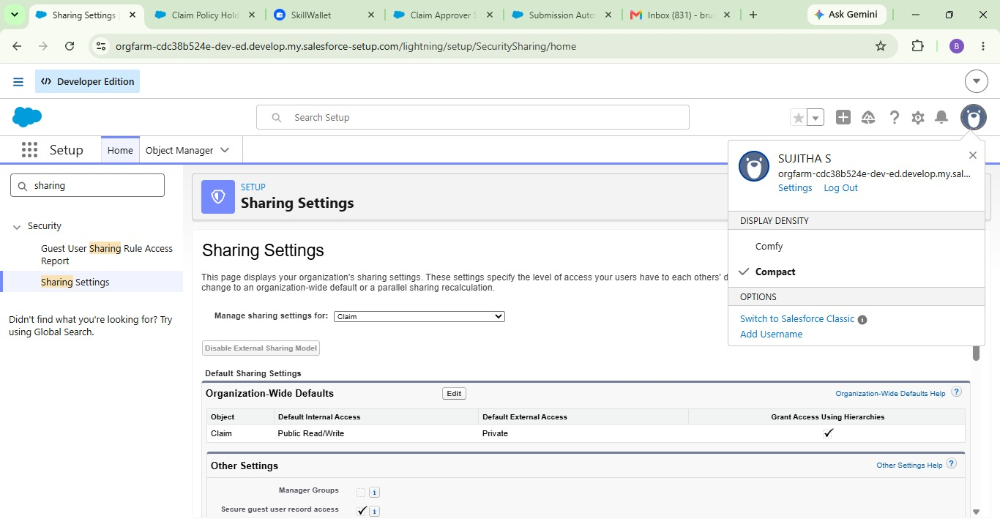 Sharing Settings
Claim Policy Hold
SkillWallet
Claim Approver S
Submission Auto
Inbox (831) - bru
Ask Gemini
orgfarm-cdc38b524e-dev-ed.develop.my.salesforce-setup.com/lightning/setup/SecuritySharing/home
B
Developer Edition
Search Setup
Setup
Home
Object Manager
sharing
Security
Guest User Sharing Rule Access
Report
Sharing Settings
Didn't find what you're looking for? Try
using Global Search.
SETUP
Sharing Settings
Sharing Settings
This page displays your organization's sharing settings. These settings specify the level of access your users have to each others' d
change to an organization-wide default or a parallel sharing recalculation.
Manage sharing settings for: Claim
Disable External Sharing Model
Default Sharing Settings
Organization-Wide Defaults
Edit
Organization-Wide Defaults Help ?
Object Default Internal Access Default External Access Grant Access Using Hierarchies
Claim Public Read/Write Private
Other Settings
Other Settings Help ?
Manager Groups i
Secure guest user record access i
SUJITHA S
orgfarm-cdc38b524e-dev-ed.develop.my.sal...
Settings Log Out
DISPLAY DENSITY
Comfy
Compact
OPTIONS
Switch to Salesforce Classic i
Add Username